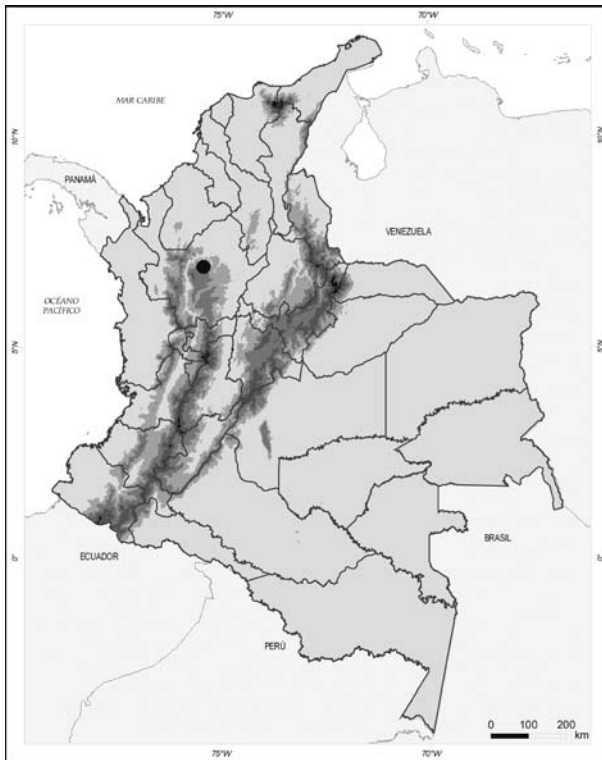 75°W 70°W
MAR CARIBE
10°N 10°N
PANAMÁ
VENEZUELA
OCÉANO
PACÍFICO
5°N 5°N
0° 0°
ECUADOR
BRASIL
PERÚ
0 100 200
km
75°W 70°W